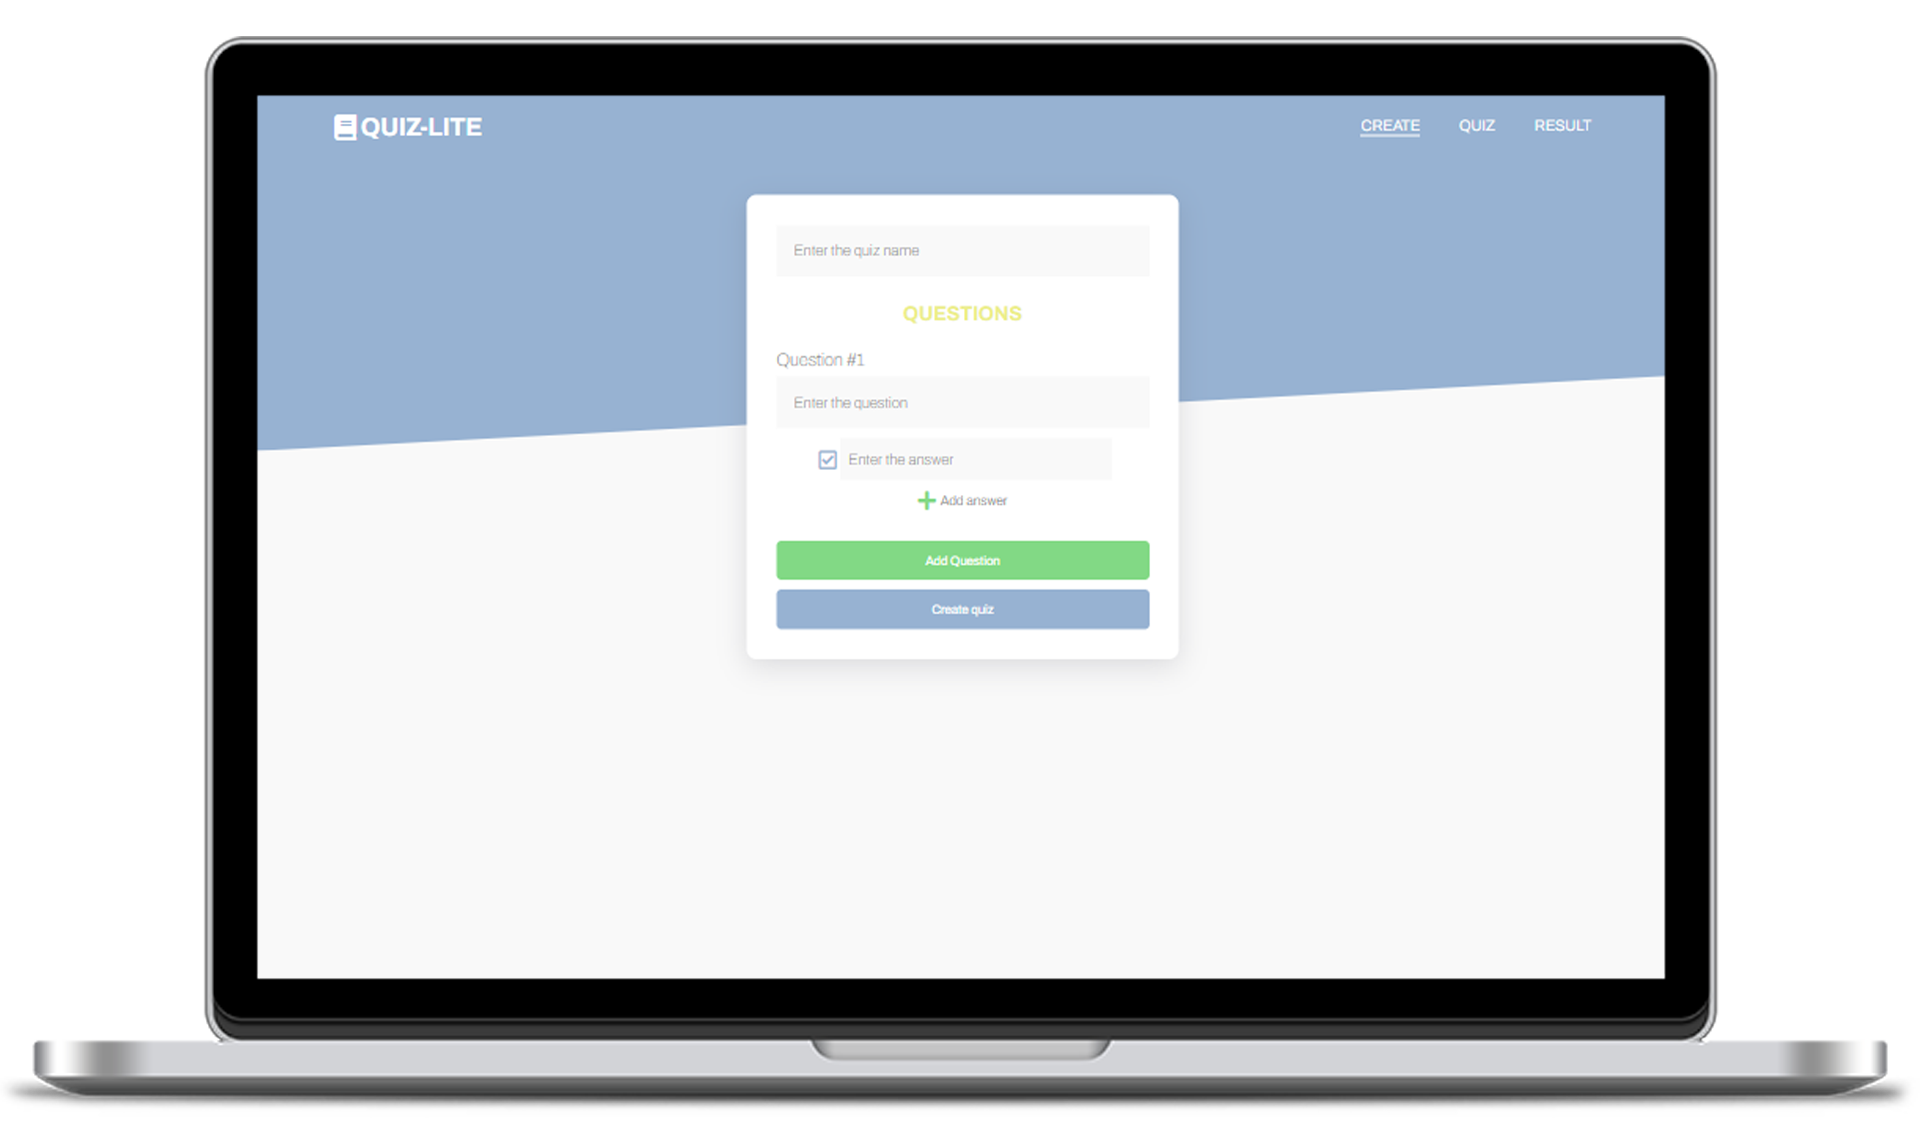 QUIZ-LITE
CREATE QUIZ RESULT
Enter the quiz name
QUESTIONS
Question #1
Enter the question
Enter the answer
Add answer
Add Question
Create quiz